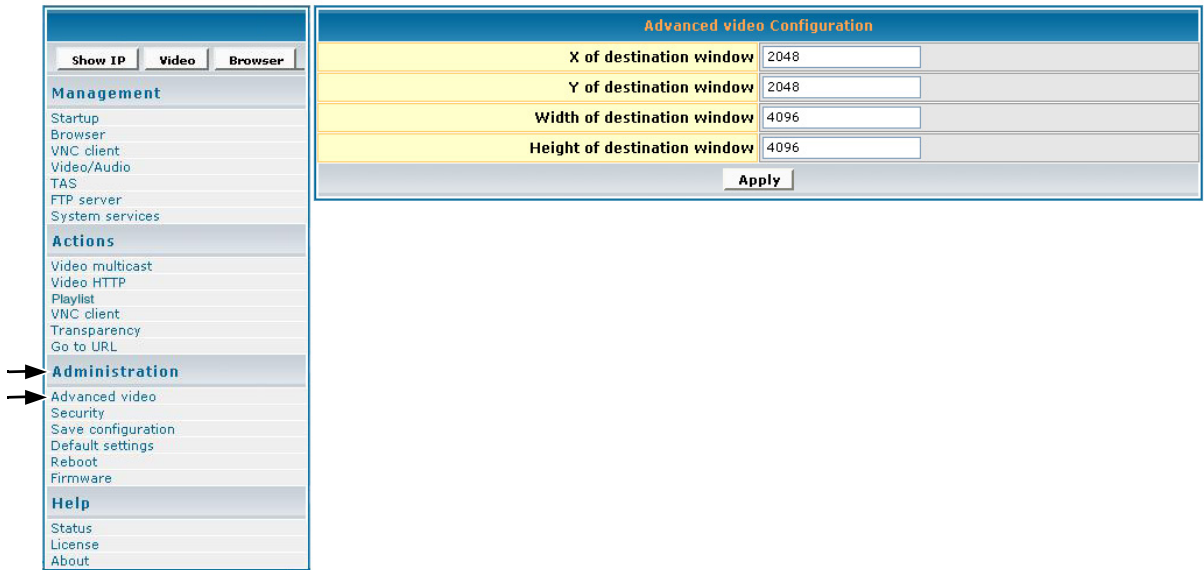 Show IP Video Browser
Management
Startup
Browser
VNC client
Video/Audio
TAS
FTP server
System services
Actions
Video multicast
Video HTTP
Playlist
VNC client
Transparency
Go to URL
Administration
Advanced video
Security
Save configuration
Default settings
Reboot
Firmware
Help
Status
License
About
Advanced video Configuration
X of destination window 2048
Y of destination window 2048
Width of destination window 4096
Height of destination window 4096
Apply